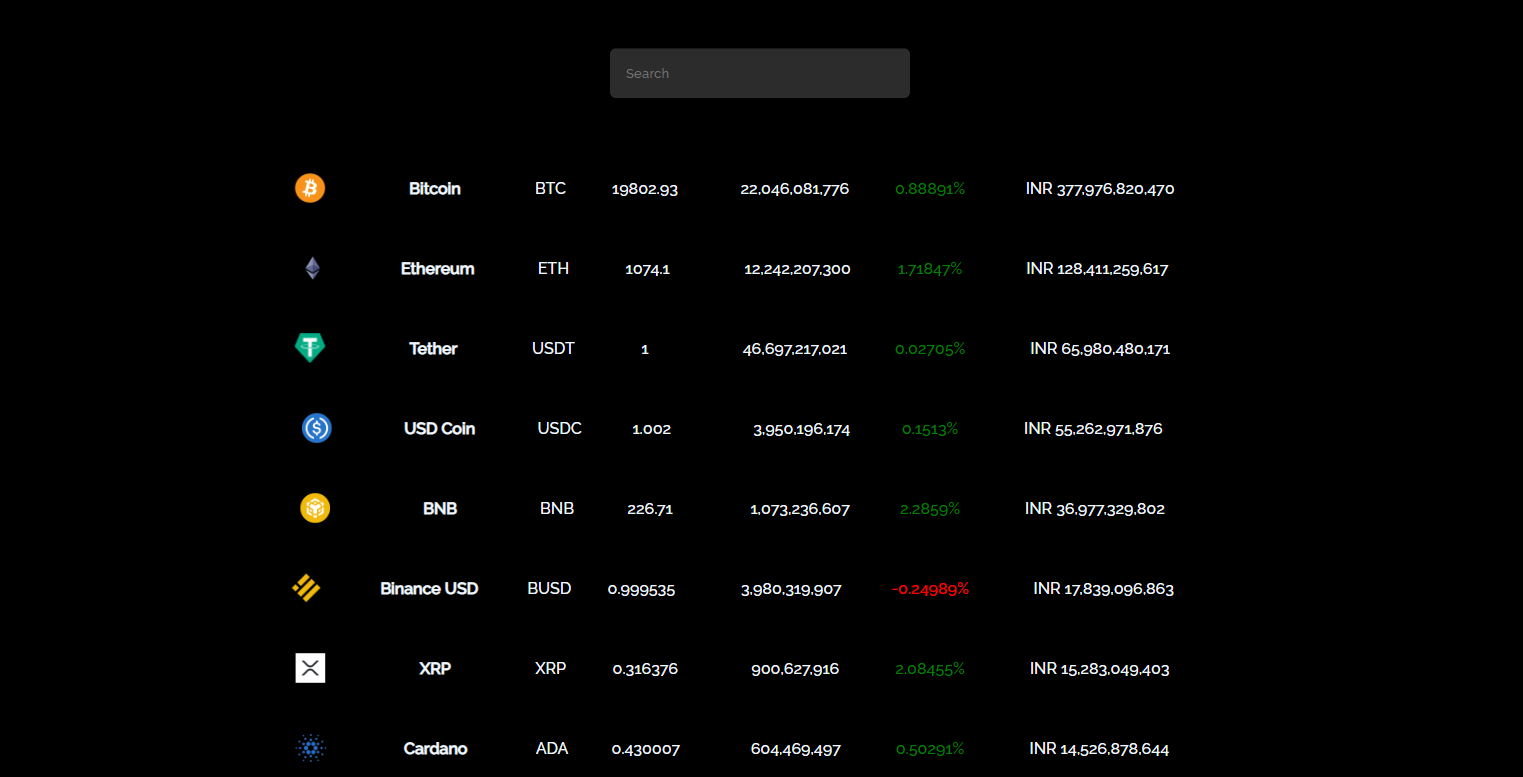 Search
Bitcoin BTC 19802.93 22,046,081,776 0.88891% INR 377,976,820,470
Ethereum ETH 1074.1 12,242,207,300 1.71847% INR 128,411,259,617
Tether USDT 1 46,697,217,021 0.02705% INR 65,980,480,171
USD Coin USDC 1.002 3,950,196,174 0.1513% INR 55,262,971,876
BNB BNB 226.71 1,073,236,607 2.2859% INR 36,977,329,802
Binance USD BUSD 0.999535 3,980,319,907 -0.24989% INR 17,839,096,863
XRP XRP 0.316376 900,627,916 2.08455% INR 15,283,049,403
Cardano ADA 0.430007 604,469,497 0.50291% INR 14,526,878,644